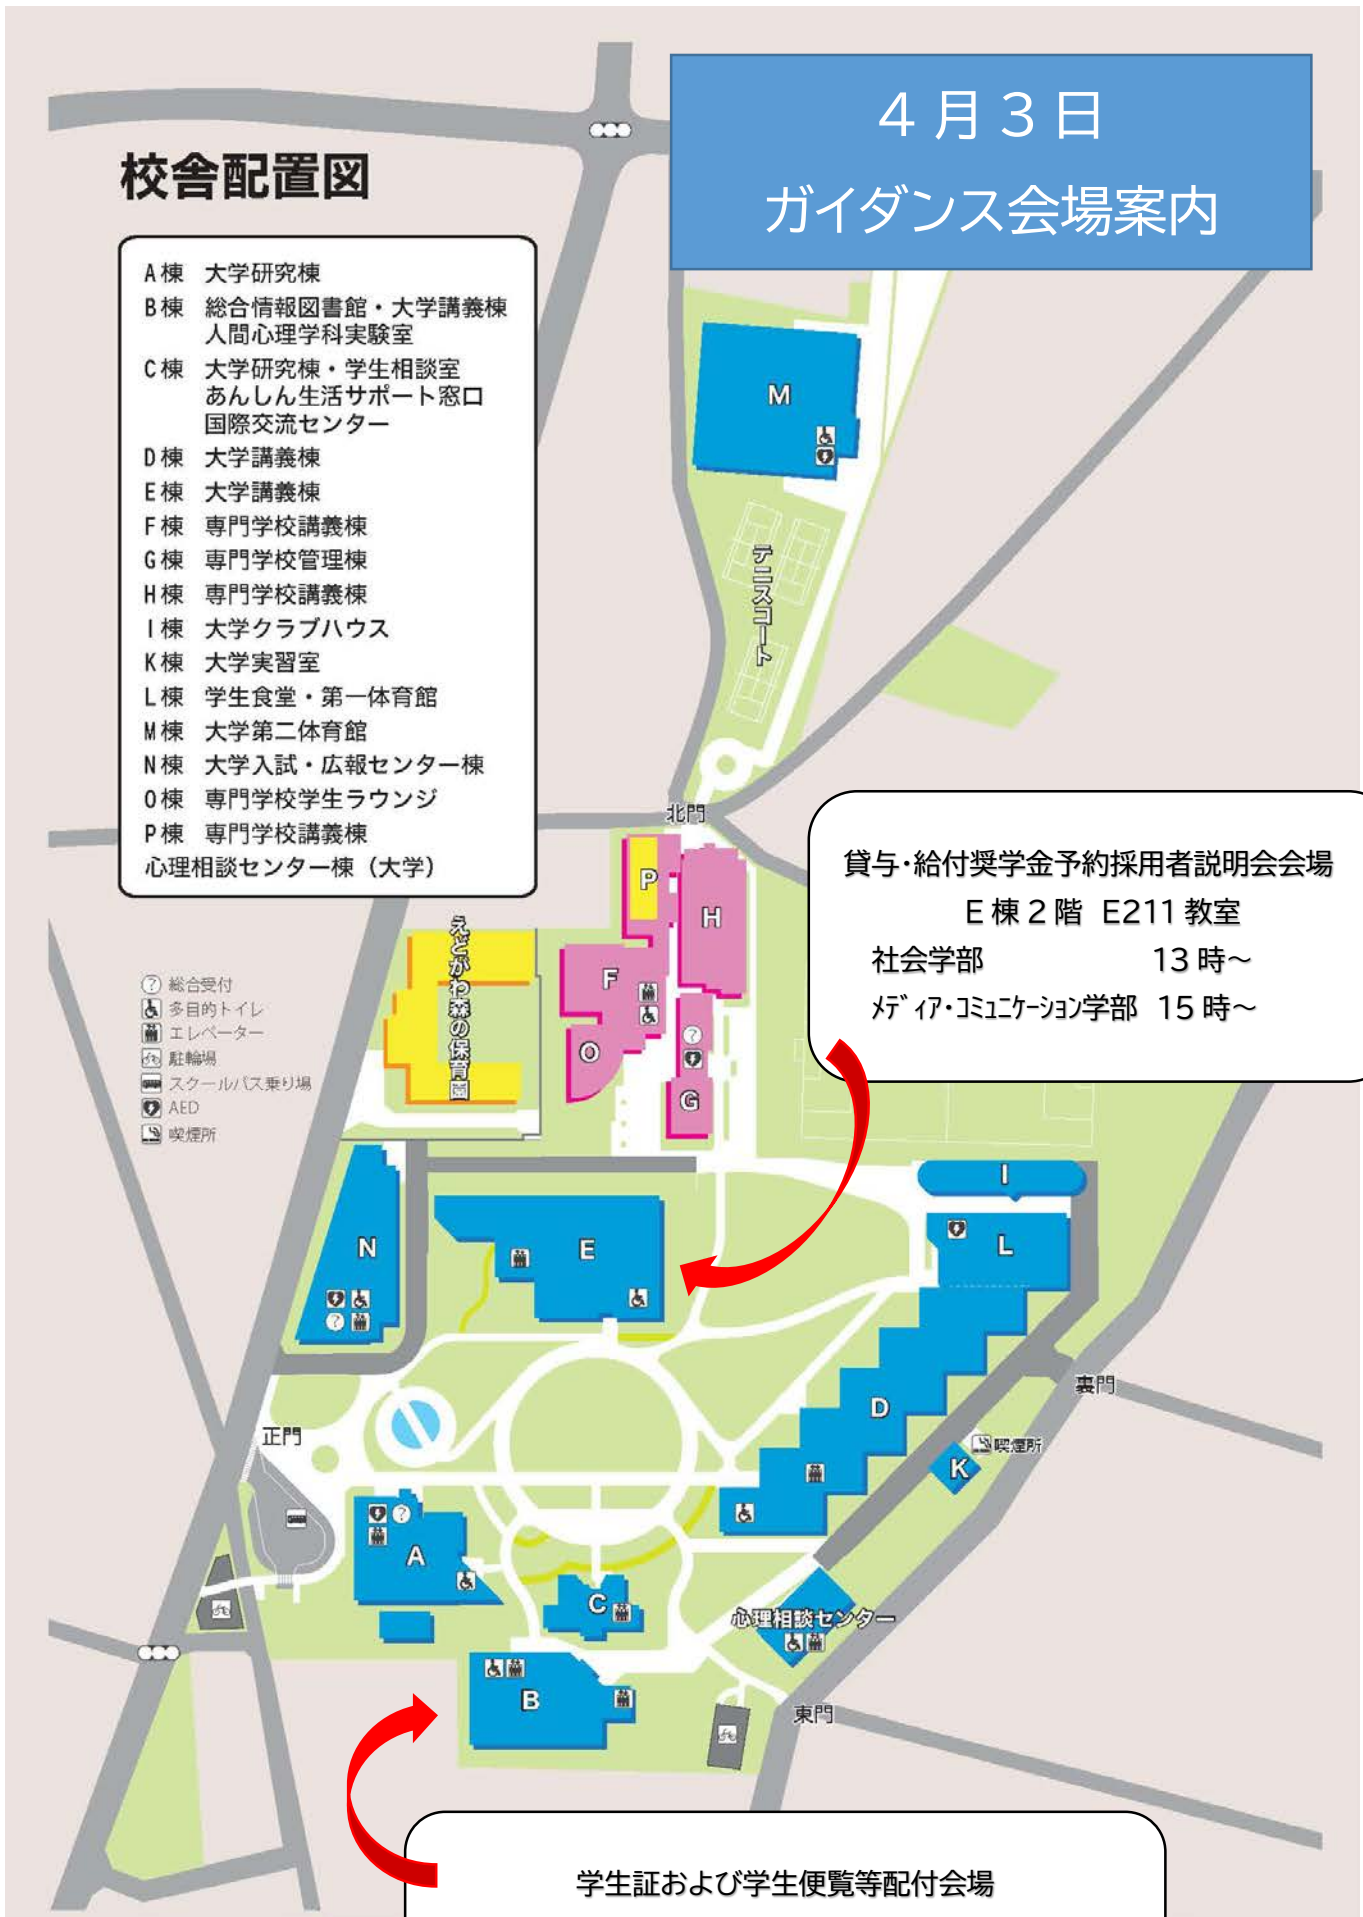 4月3日
ガイダンス会場案内
校舎配置図
A棟 大学研究棟
B棟 総合情報図書館・大学講義棟
人間心理学科実験室
C棟 大学研究棟・学生相談室
あんしん生活サポート窓口
国際交流センター
D棟 大学講義棟
E棟 大学講義棟
F棟 専門学校講義棟
G棟 専門学校管理棟
H棟 専門学校講義棟
I棟 大学クラブハウス
K棟 大学実習室
L棟 学生食堂・第一体育館
M棟 大学第二体育館
N棟 大学入試・広報センター棟
O棟 専門学校学生ラウンジ
P棟 専門学校講義棟
心理相談センター棟（大学）
? 総合受付
多目的トイレ
エレベーター
駐輪場
スクールバス乗り場
AED
喫煙所
M
テニスコート
北門
貸与・給付奨学金予約採用者説明会会場
E棟2階 E211教室
社会学部 13時～
メディア・コミュニケーション学部 15時～
P
H
F
O
?
G
えどがわ森の保育園
I
L
N
?
E
D
裏門
喫煙所
K
正門
?
A
C
心理相談センター
B
東門
学生証および学生便覧等配付会場